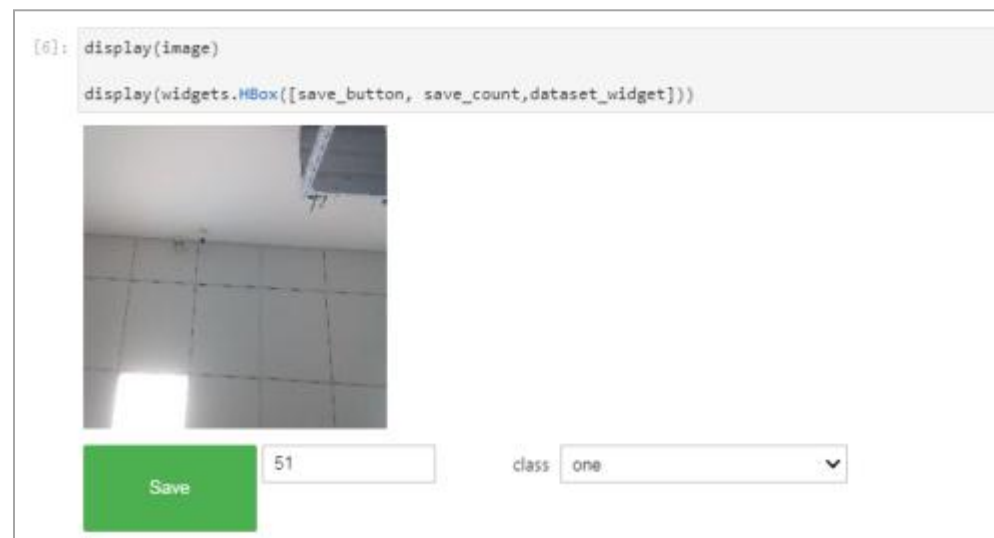 [6]: display(image)
display(widgets.HBox([save_button, save_count,dataset_widget]))
Save
51
class
one